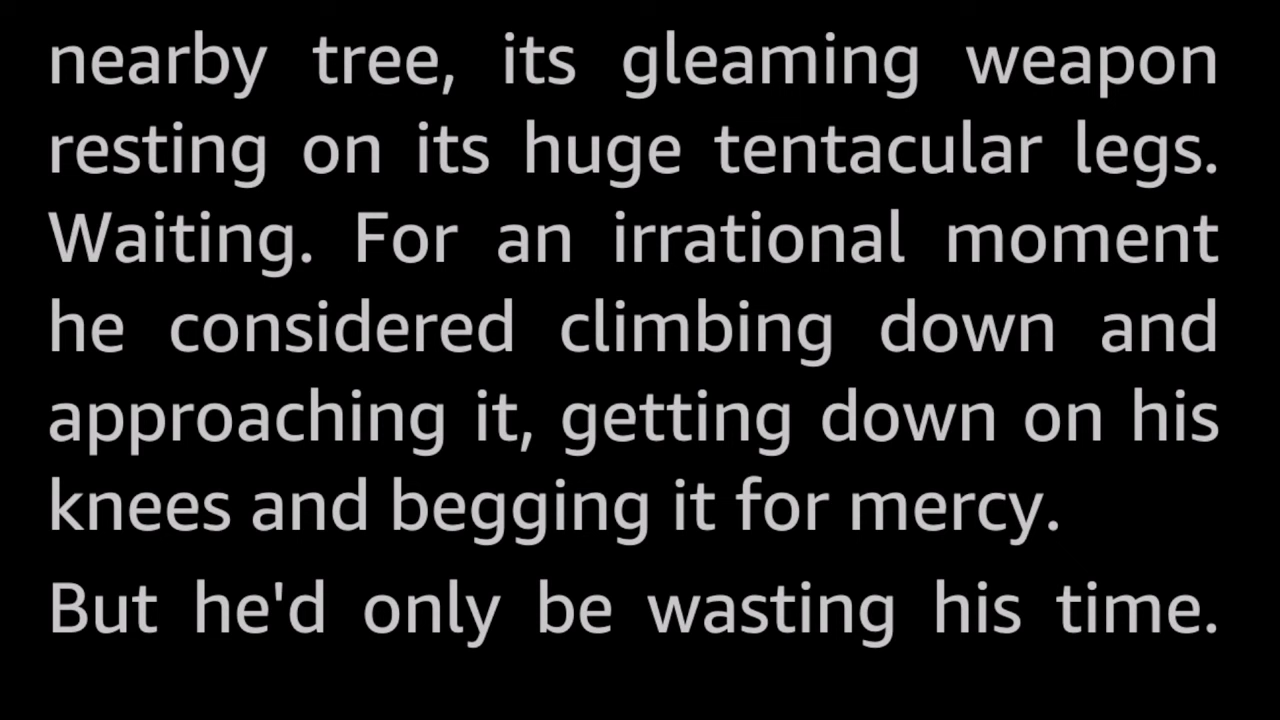 nearby tree, its gleaming weapon
resting on its huge tentacular legs.
Waiting. For an irrational moment
he considered climbing down and
approaching it, getting down on his
knees and begging it for mercy.
But he'd only be wasting his time.